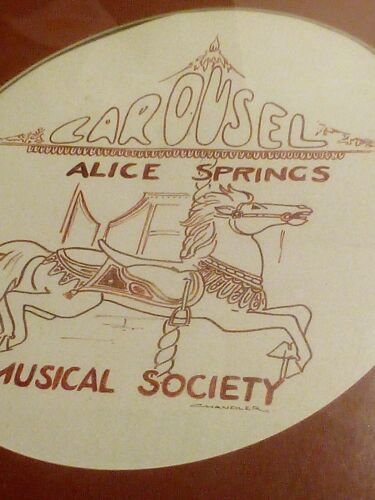 CAROUSEL
ALICE SPRINGS
MUSICAL SOCIETY
CHANDLER